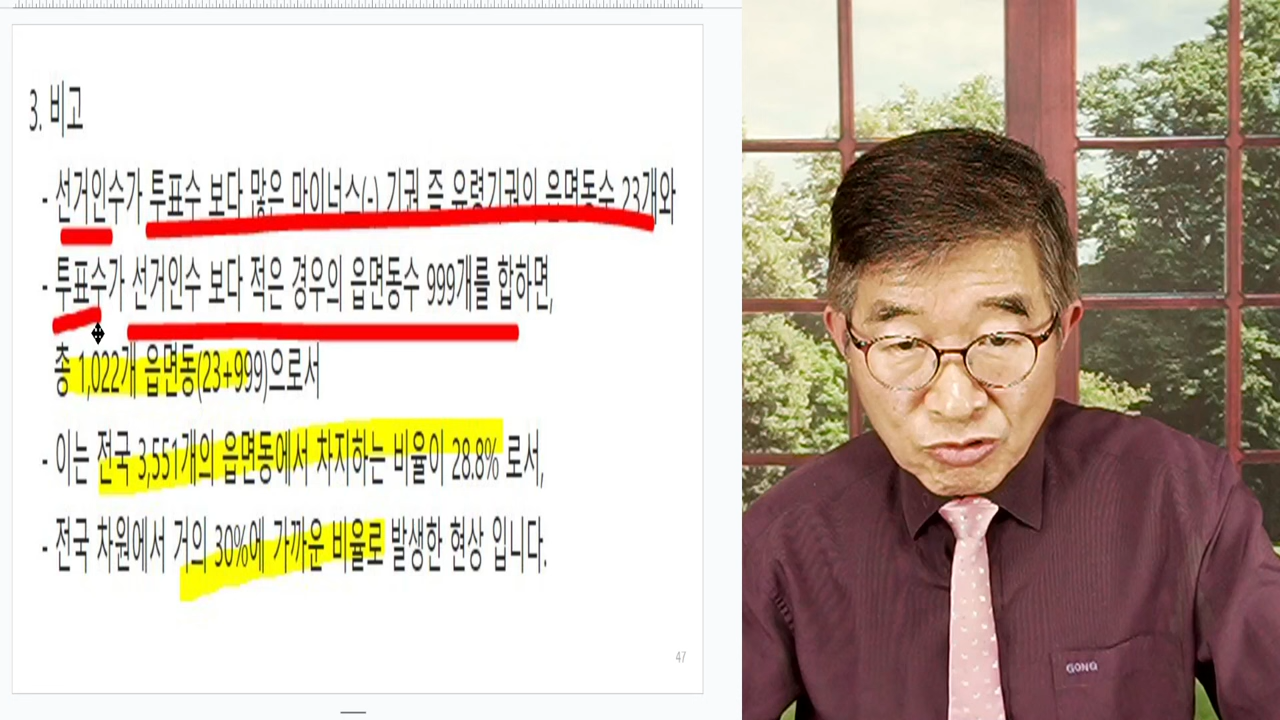 3. 비고
- 선거인수가 투표수 보다 많은 마이너스(-) 기권 즉 유령기권의 읍면동수 23개와
- 투표수가 선거인수 보다 적은 경우의 읍면동수 999개를 합하면,
총 1,022개 읍면동(23+999)으로서
- 이는 전국 3,551개의 읍면동에서 차지하는 비율이 28.8% 로서,
- 전국 차원에서 거의 30%에 가까운 비율로 발생한 현상 입니다.
47
GONG